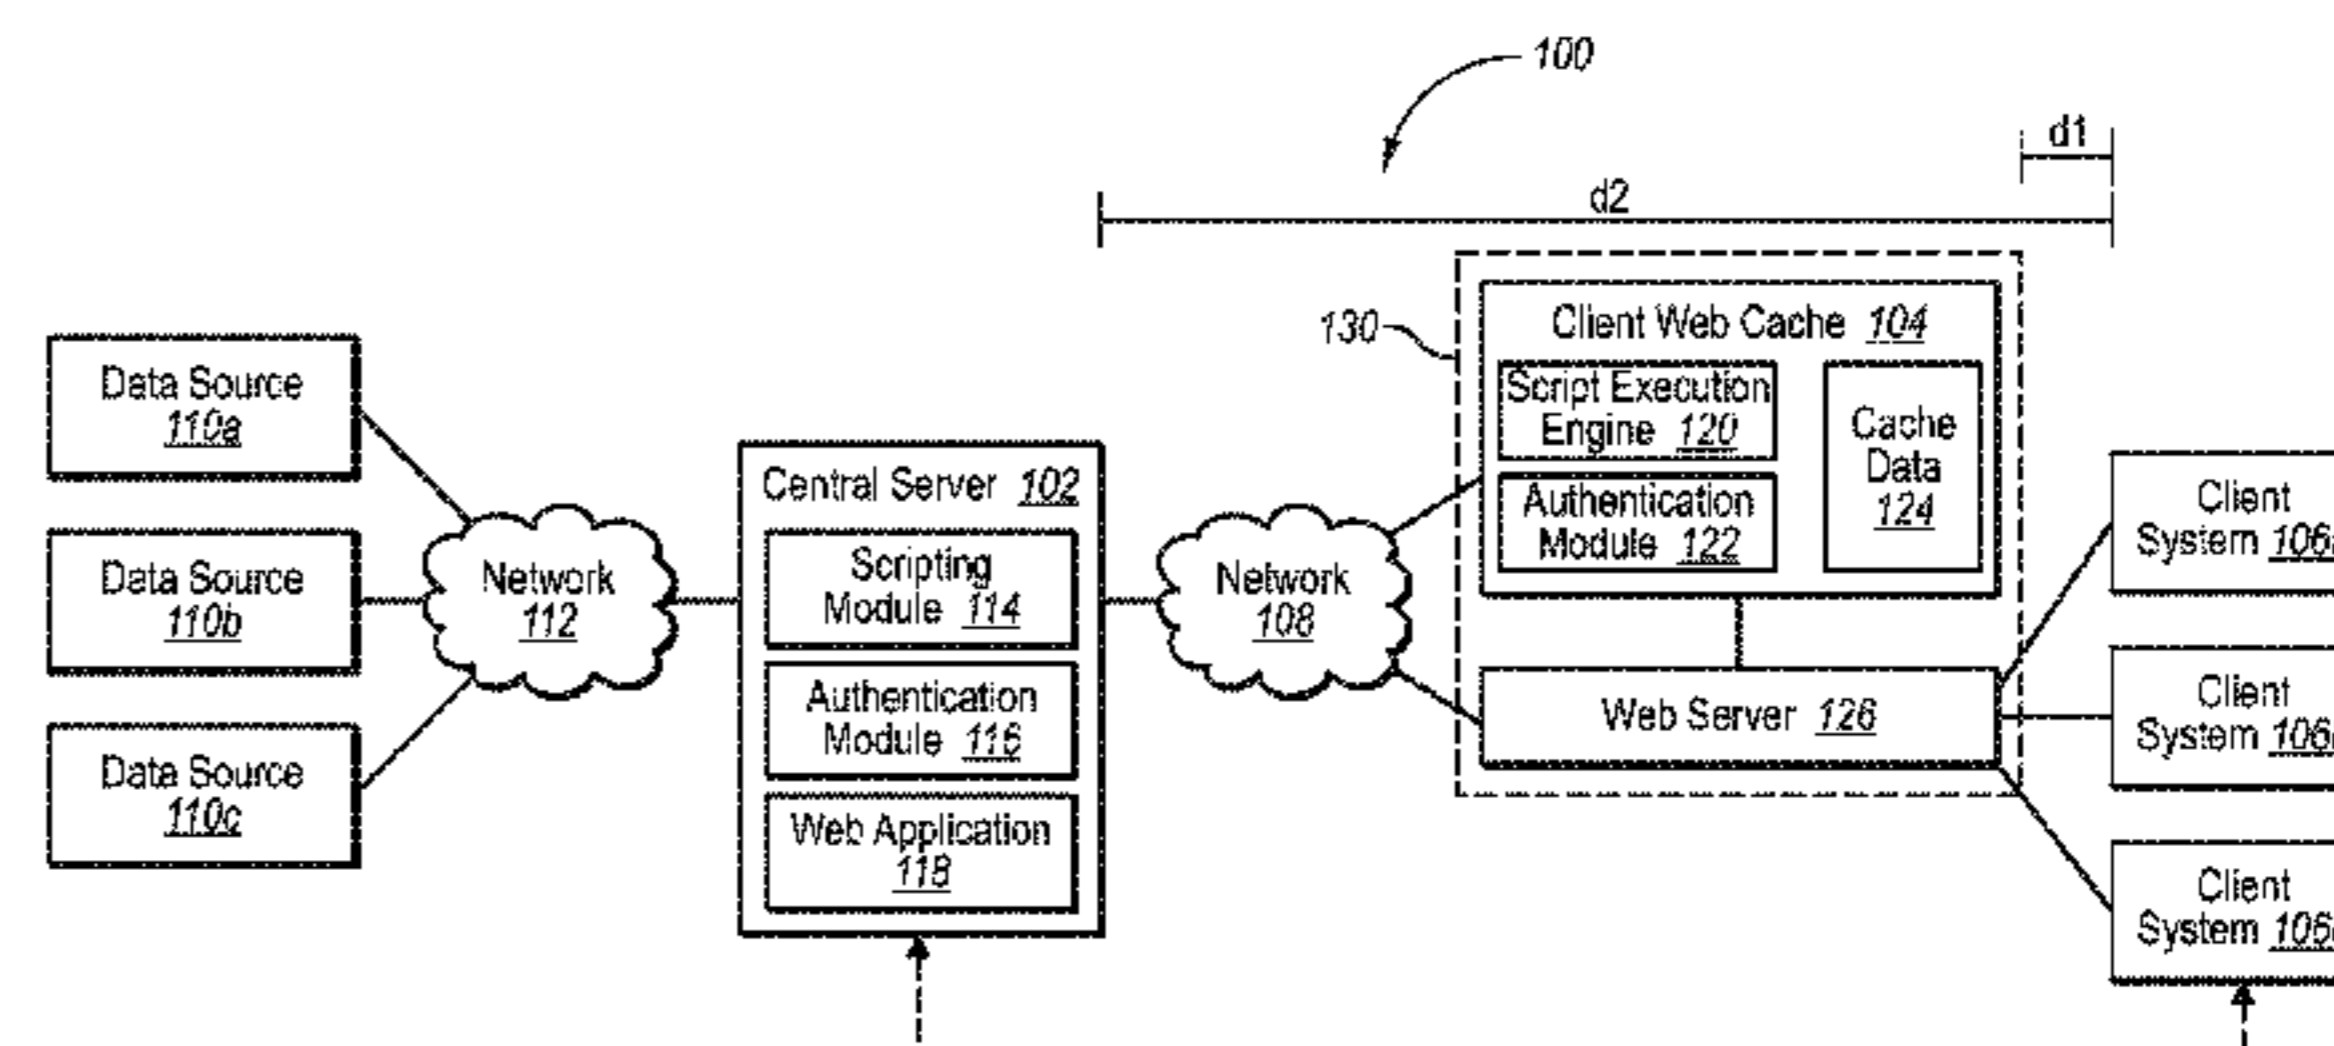 100
d1
d2
130
Client Web Cache 104
Script Execution
Engine 120
Authentication
Module 122
Cache
Data
124
Web Server 126
Data Source
110a
Data Source
110b
Data Source
110c
Network
112
Central Server 102
Scripting
Module 114
Authentication
Module 116
Web Application
118
Network
108
Client
System
Client
System
Client
System